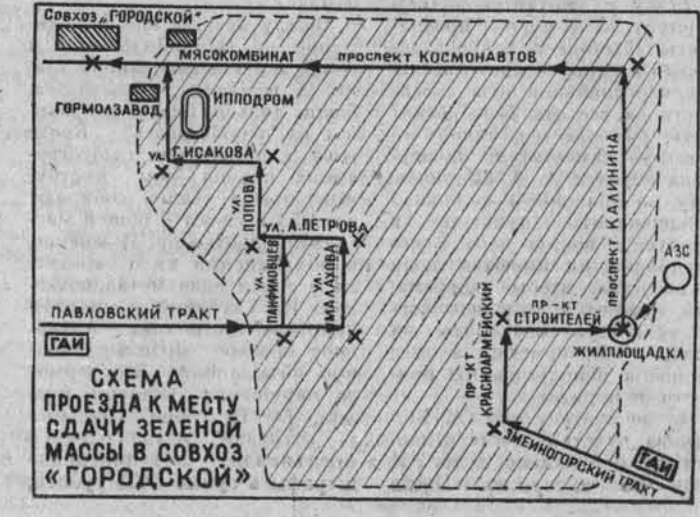 Совхоз „ГОРОДСКОЙ"
МЯСОКОМБИНАТ
ПРОСПЕКТ КОСМОНАВТОВ
ГОРМОЛЗАВОД
ИППОДРОМ
УЛ. Г. ИСАКОВА
УЛ. ПОПОВА
УЛ. А. ПЕТРОВА
УЛ. ПАНФИЛОВЦЕВ
УЛ. МАЛАХОВА
ПРОСПЕКТ КАЛИНИНА
АЗС
ПАВЛОВСКИЙ ТРАКТ
ПР-КТ КРАСНОАРМЕЙСКИЙ
ПР-КТ
СТРОИТЕЛЕЙ
ЖИЛПЛОЩАДКА
ГАИ
ЗМЕИНОГОРСКИЙ ТРАКТ
ГАИ
СХЕМА
ПРОЕЗДА К МЕСТУ
СДАЧИ ЗЕЛЕНОЙ
МАССЫ В СОВХОЗ
«ГОРОДСКОЙ»